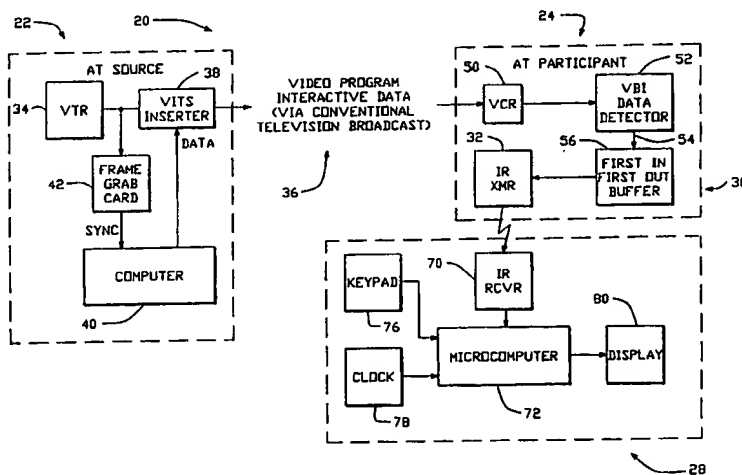 22
20
24
AT SOURCE
38
34
VTR
VITS
INSERTER
DATA
42
FRAME
GRAB
CARD
SYNC
COMPUTER
40
VIDEO PROGRAM
INTERACTIVE DATA
(VIA CONVENTIONAL
TELEVISION BROADCAST)
36
AT PARTICIPANT
50
52
VCR
VBI
DATA
DETECTOR
54
32
56
IR
XMR
FIRST IN
FIRST OUT
BUFFER
30
70
IR
RCVR
KEYPAD
76
80
MICROCOMPUTER
DISPLAY
CLOCK
72
78
28